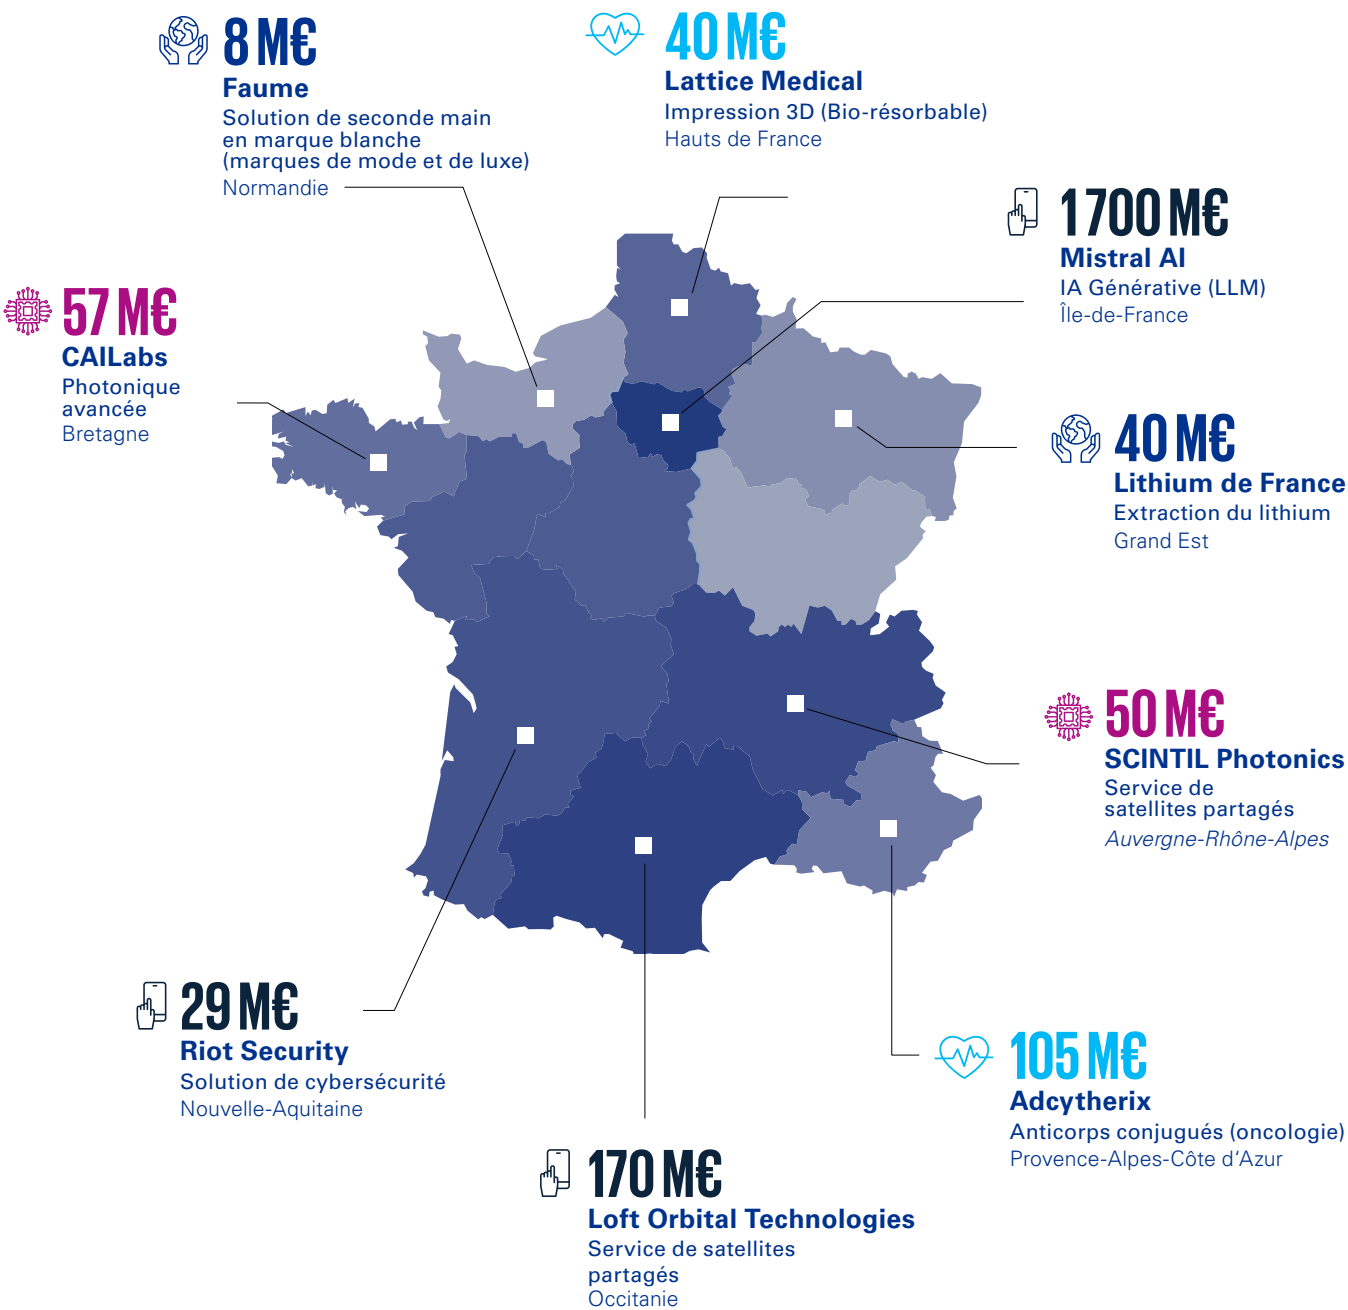 8 M€
Faume
Solution de seconde main
en marque blanche
(marques de mode et de luxe)
Normandie
40 M€
Lattice Medical
Impression 3D (Bio-résorbable)
Hauts de France
1 700 M€
Mistral AI
IA Générative (LLM)
Île-de-France
57 M€
CAILabs
Photonique
avancée
Bretagne
40 M€
Lithium de France
Extraction du lithium
Grand Est
50 M€
SCINTIL Photonics
Service de
satellites partagés
Auvergne-Rhône-Alpes
29 M€
Riot Security
Solution de cybersécurité
Nouvelle-Aquitaine
105 M€
Adcytherix
Anticorps conjugués (oncologie)
Provence-Alpes-Côte d'Azur
170 M€
Loft Orbital Technologies
Service de satellites
partagés
Occitanie